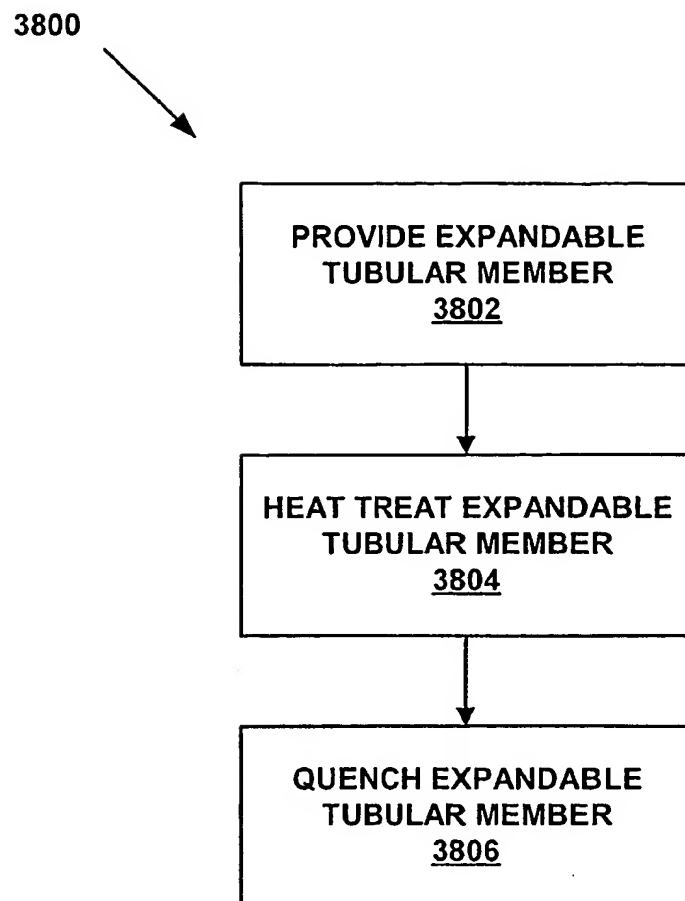 3800
PROVIDE EXPANDABLE
TUBULAR MEMBER
3802
HEAT TREAT EXPANDABLE
TUBULAR MEMBER
3804
QUENCH EXPANDABLE
TUBULAR MEMBER
3806